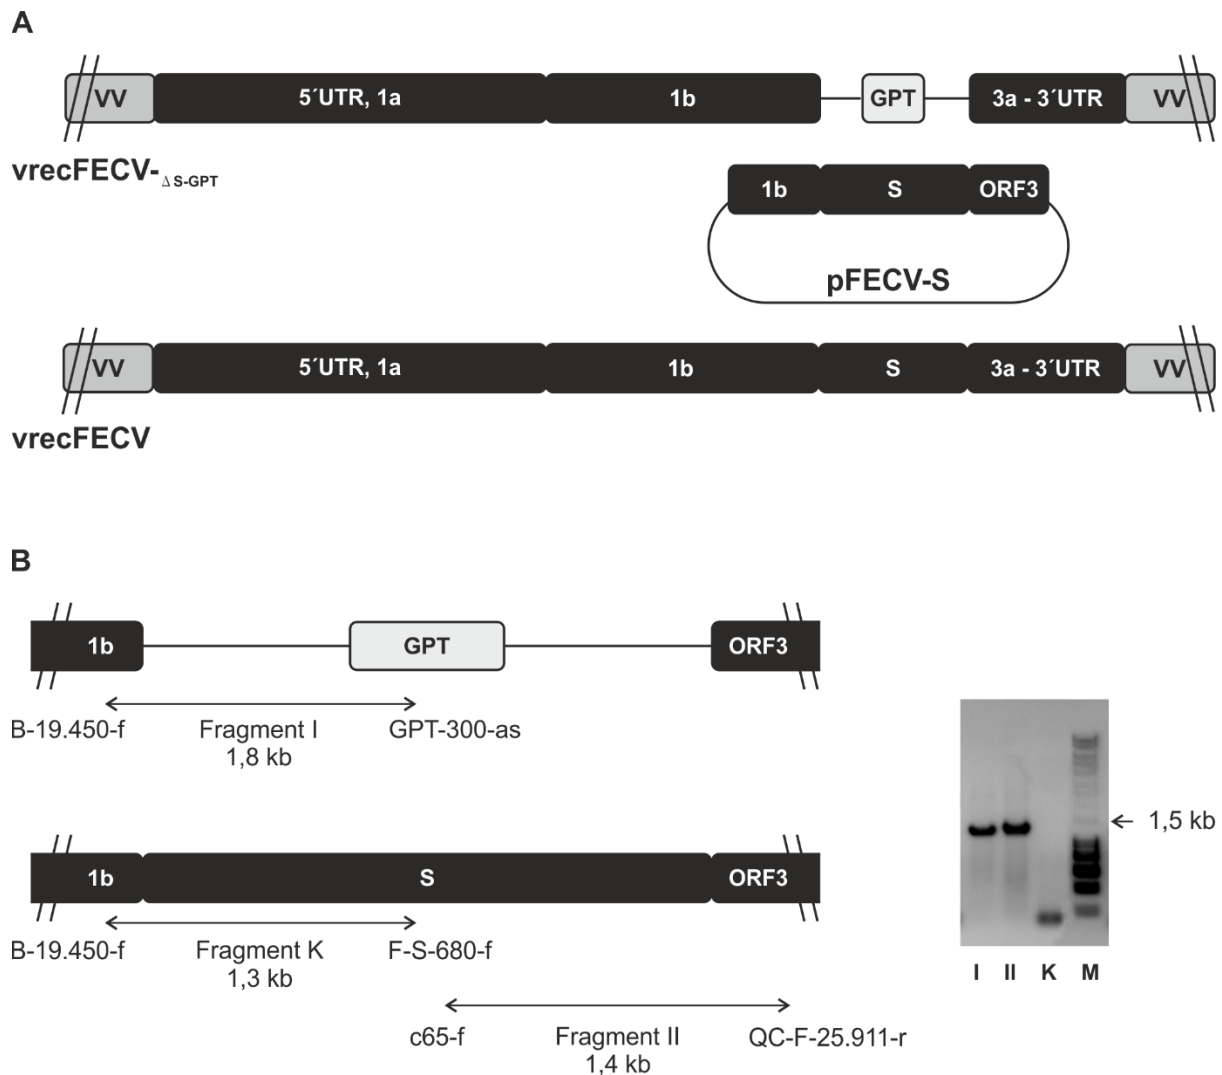 A
VV 5´UTR, 1a 1b GPT 3a - 3´UTR VV
vrecFECV-ΔS-GPT
1b S ORF3
pFECV-S
VV 5´UTR, 1a 1b S 3a - 3´UTR VV
vrecFECV
B
1b GPT ORF3
B-19.450-f Fragment I GPT-300-as
1,8 kb
1,5 kb
1b S ORF3
B-19.450-f Fragment K F-S-680-f
1,3 kb
I II K M
c65-f Fragment II QC-F-25.911-r
1,4 kb